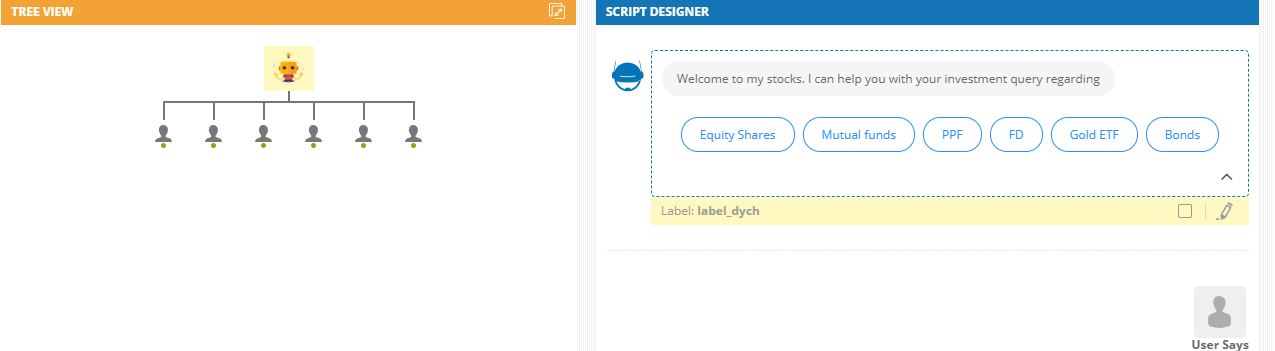 TREE VIEW
SCRIPT DESIGNER
Welcome to my stocks. I can help you with your investment query regarding
Equity Shares Mutual funds PPF FD Gold ETF Bonds
Label: label_dych
User Says